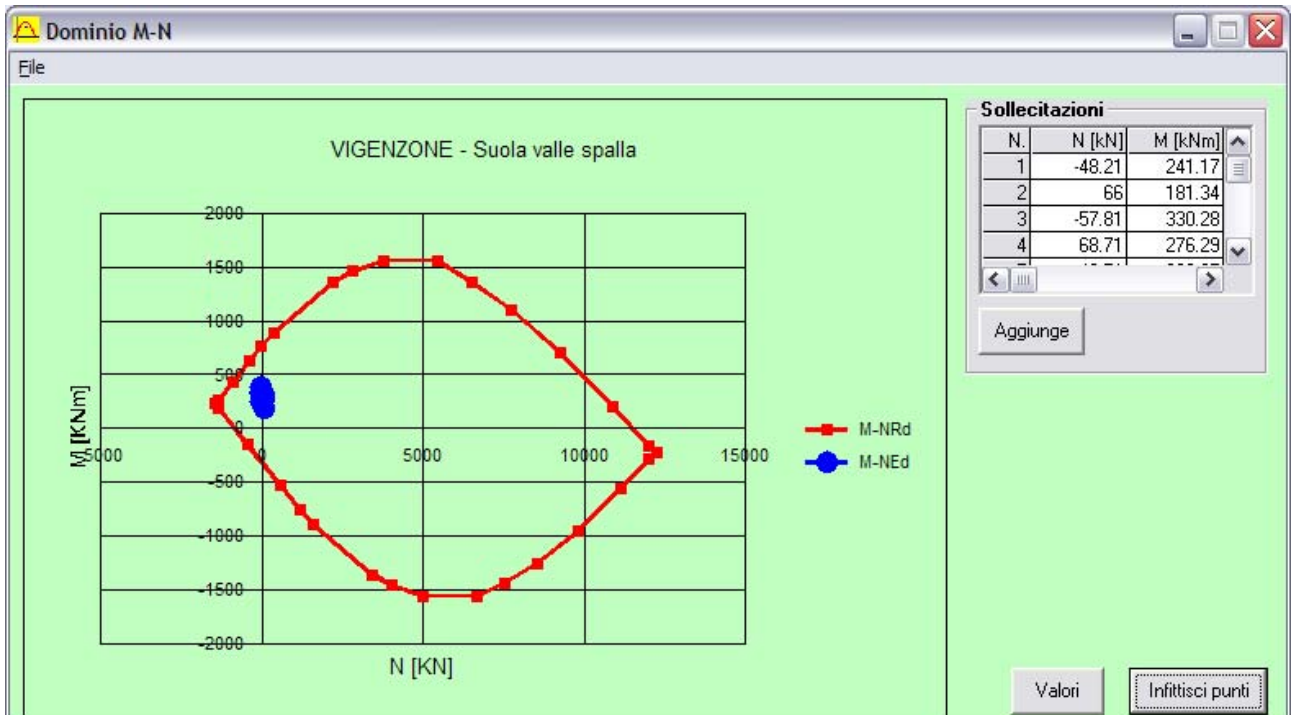 Dominio M-N
File
VIGENZONE - Suola valle spalla
2000
1500
1000
500
0
-500
-1000
-1500
-2000
5000
0
5000
10000
15000
M [KNm]
N [KN]
M-NRd
M-NEd
Sollecitazioni
N. N [kN] M [kNm]
1 -48.21 241.17
2 66 181.34
3 -57.81 330.28
4 68.71 276.29
Aggiunge
Valori
Infittisci punti